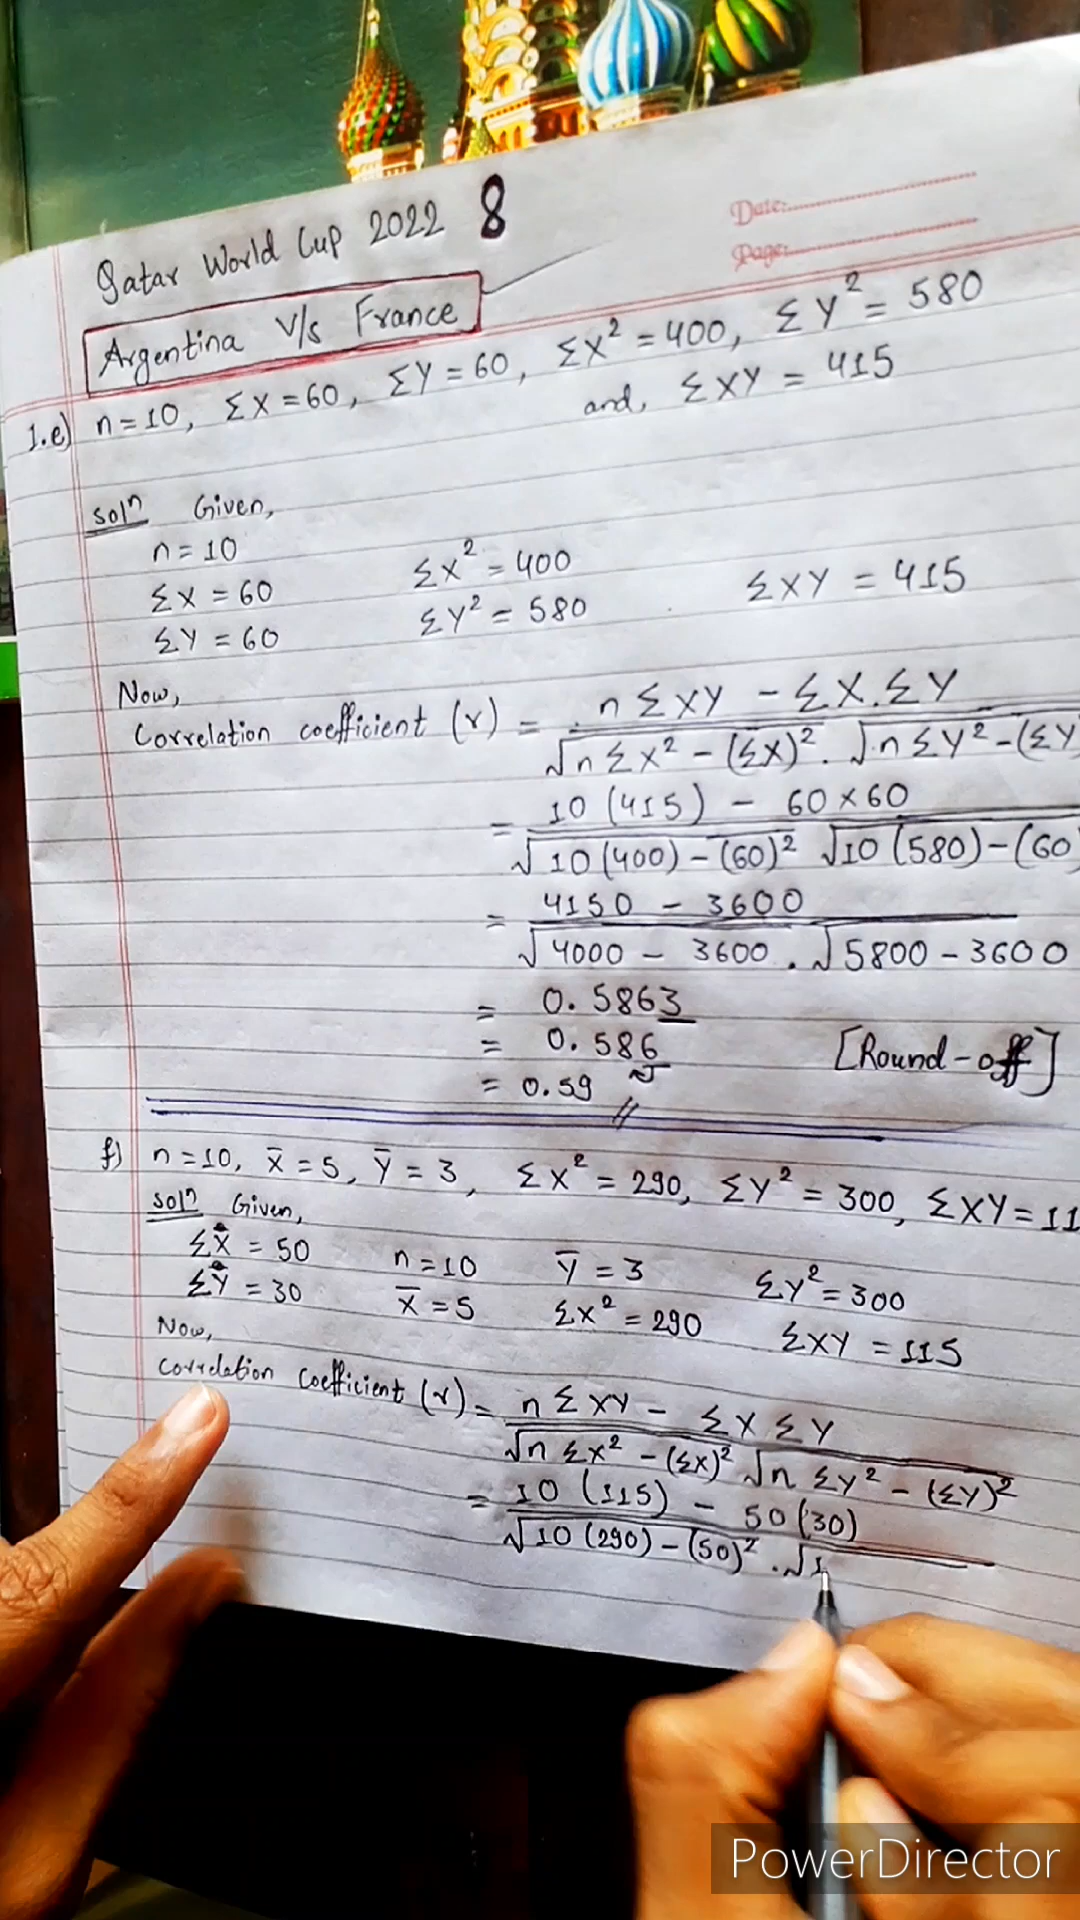 Qatar World Cup 2022 8
Date:
Page:
Argentina V/s France
1.e) n = 10, ΣX = 60, ΣY = 60, ΣX² = 400, ΣY² = 580
and, ΣXY = 415
Solⁿ Given,
n = 10
ΣX = 60 ΣX² = 400 ΣXY = 415
ΣY = 60 ΣY² = 580
Now,
Correlation coefficient (r) = nΣXY - ΣX.ΣY
√nΣX² - (ΣX)² . √nΣY² - (ΣY
= 10 (415) - 60 × 60
√10 (400) - (60)² √10 (580) - (60
= 4150 - 3600
√4000 - 3600 . √5800 - 3600
= 0.5863
= 0.586 [Round-off]
= 0.59
f) n = 10, X̄ = 5, Ȳ = 3, ΣX² = 290, ΣY² = 300, ΣXY = 11
Solⁿ Given,
ΣX = 50 n = 10 Ȳ = 3 ΣY² = 300
ΣY = 30 X̄ = 5 ΣX² = 290 ΣXY = 115
Now,
Correlation Coefficient (r) = nΣXY - ΣXΣY
√nΣX² - (ΣX)² √nΣY² - (ΣY)²
= 10 (115) - 50 (30)
√10 (290) - (50)² . √1
PowerDirector